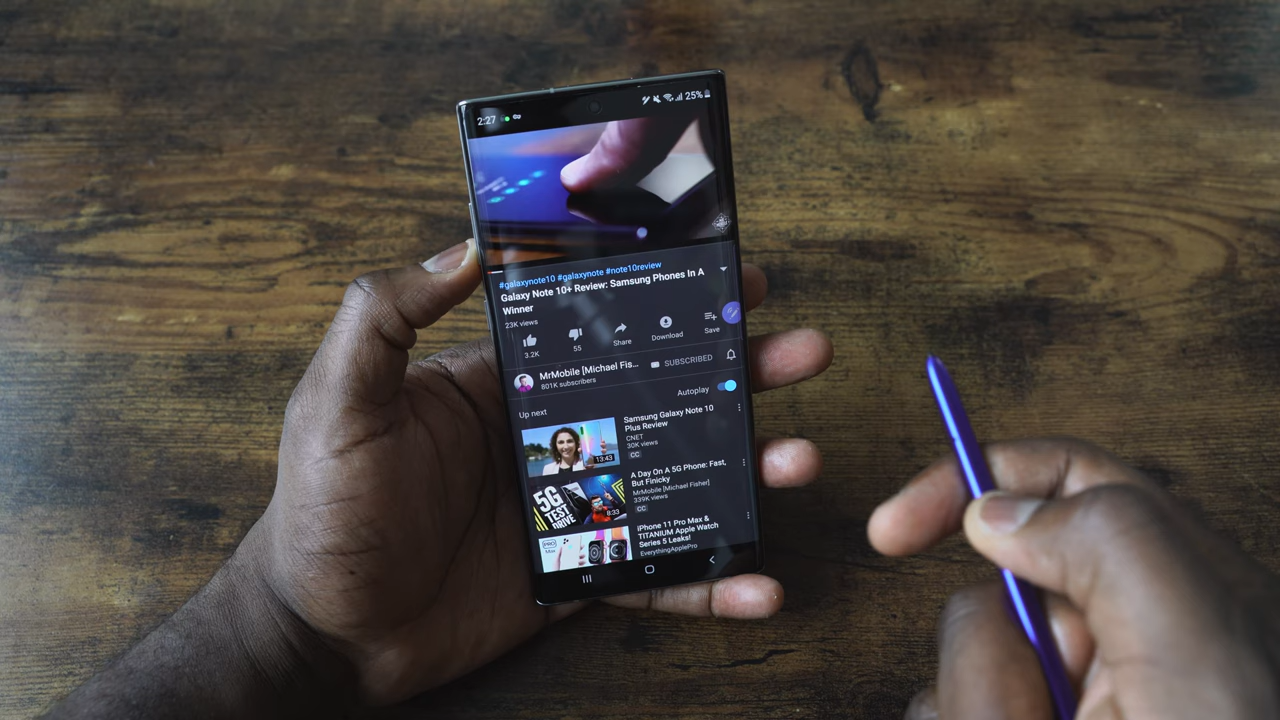 2:27
25%
#galaxynote10 #galaxynote #note10review
Galaxy Note 10+ Review: Samsung Phones In A
Winner
23K views
3.2K
55
Share
Download
Save
MrMobile [Michael Fis...
801K subscribers
SUBSCRIBED
Autoplay
Up next
13:43
Samsung Galaxy Note 10
Plus Review
CNET
30K views
CC
5G
TEST
DRIVE
8:33
A Day On A 5G Phone: Fast,
But Finicky
MrMobile [Michael Fisher]
339K views
CC
PRO
Max
iPhone 11 Pro Max &
TITANIUM Apple Watch
Series 5 Leaks!
EverythingApplePro